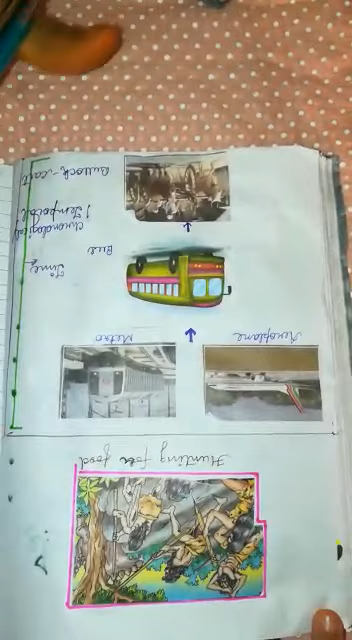 Hunting for food
Aeroplane Metro
Time
Bus
chronological
Bullock-cart